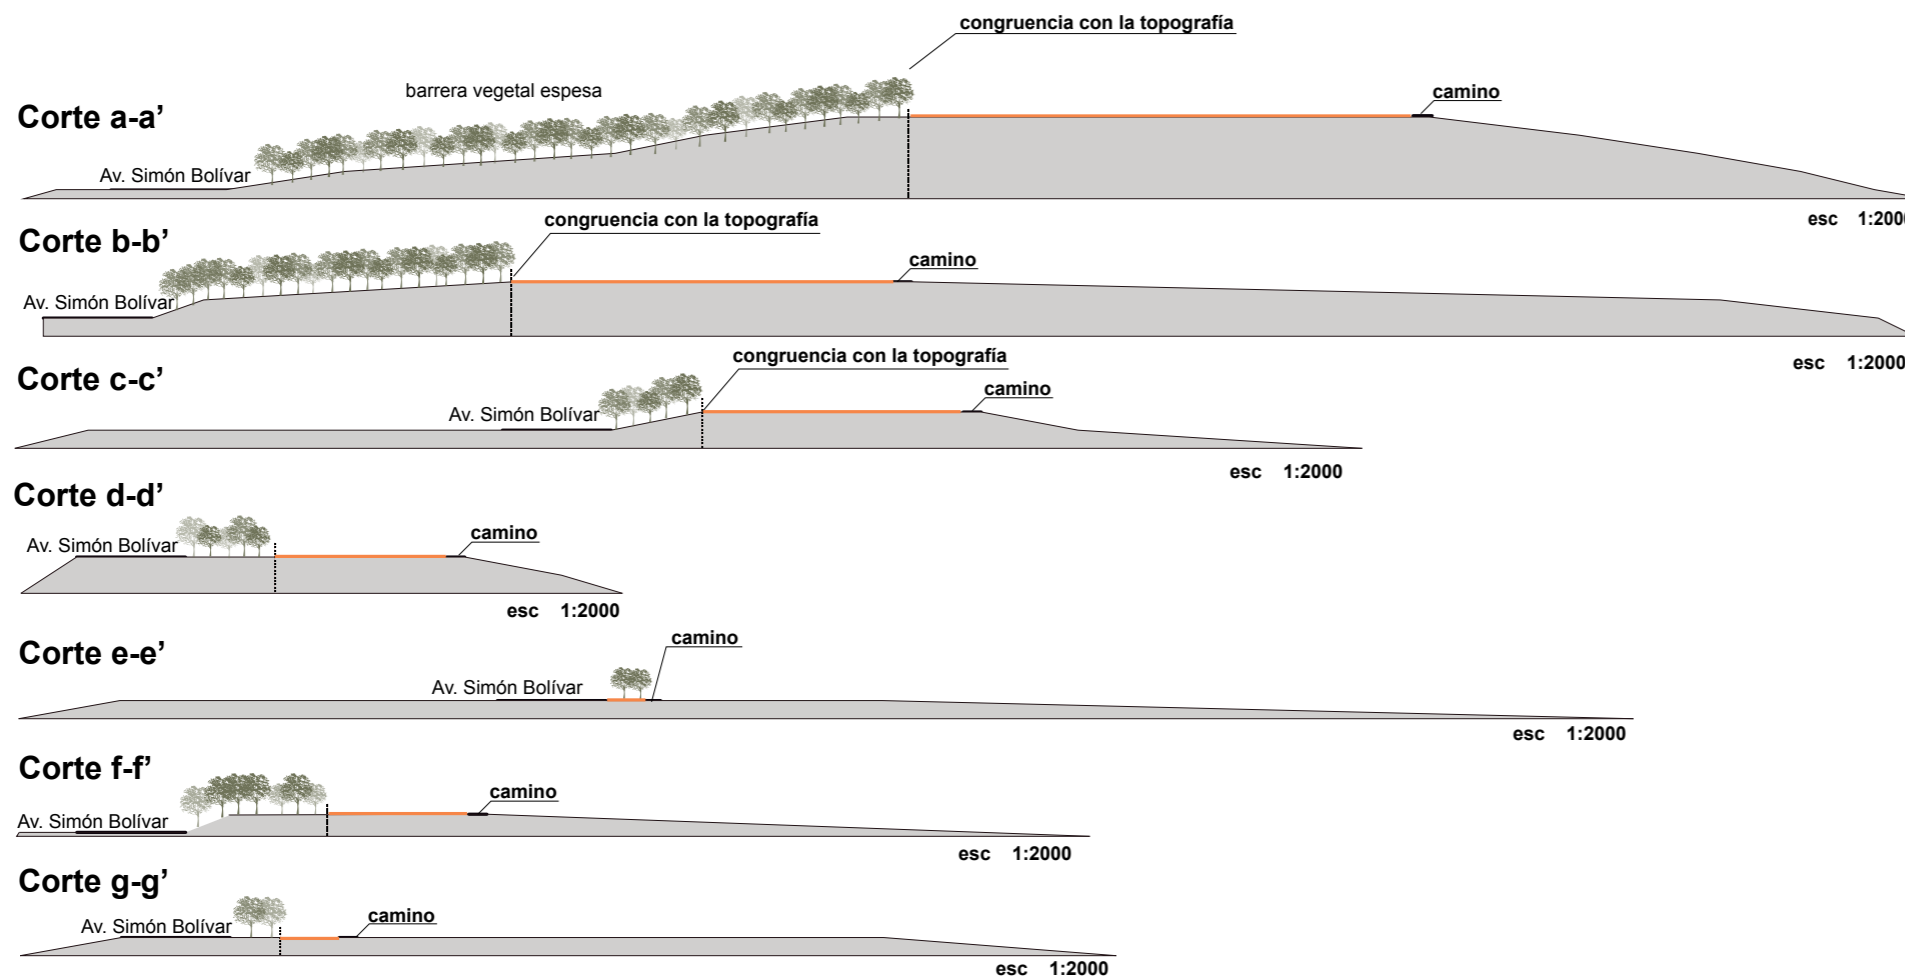 congruencia con la topografía
barrera vegetal espesa
camino
Corte a-a’
Av. Simón Bolívar
esc 1:2000
congruencia con la topografía
Corte b-b’
camino
Av. Simón Bolívar
esc 1:2000
congruencia con la topografía
Corte c-c’
camino
Av. Simón Bolívar
esc 1:2000
Corte d-d’
camino
Av. Simón Bolívar
esc 1:2000
camino
Corte e-e’
Av. Simón Bolívar
esc 1:2000
Corte f-f’
camino
Av. Simón Bolívar
esc 1:2000
Corte g-g’
camino
Av. Simón Bolívar
esc 1:2000